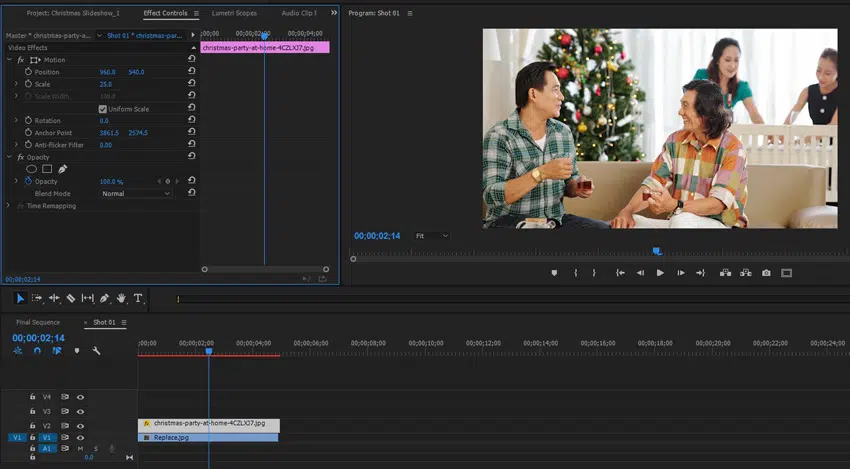 Project: Christmas Slideshow_1
Effect Controls
Lumetri Scopes
Audio Clip
Program: Shot 01
Master * christmas-party-a...
Shot 01 * christmas-par...
;00;00
00;00;02;00
00;00;04;00
Video Effects
christmas-party-at-home-4CZLXJ7.jpg
fx Motion
Position 960.0 540.0
Scale 25.0
Scale Width 100.0
Uniform Scale
Rotation 0.0
Anchor Point 3861.5 2574.5
Anti-flicker Filter 0.00
fx Opacity
Opacity 100.0 %
Blend Mode Normal
fx Time Remapping
00;00;02;14
00;00;02;14 Fit
Final Sequence
× Shot 01
00;00;02;14
;00;00 00;00;02;00 00;00;04;00 00;00;06;00 00;00;08;00 00;00;10;00 00;00;12;00 00;00;14;00 00;00;16;00 00;00;18;00 00;00;20;00 00;00;22;00 00;00;24;00
V4
V3
V2 fx christmas-party-at-home-4CZLXJ7.jpg
V1 V1 Replace.jpg
A1 M S
0.0